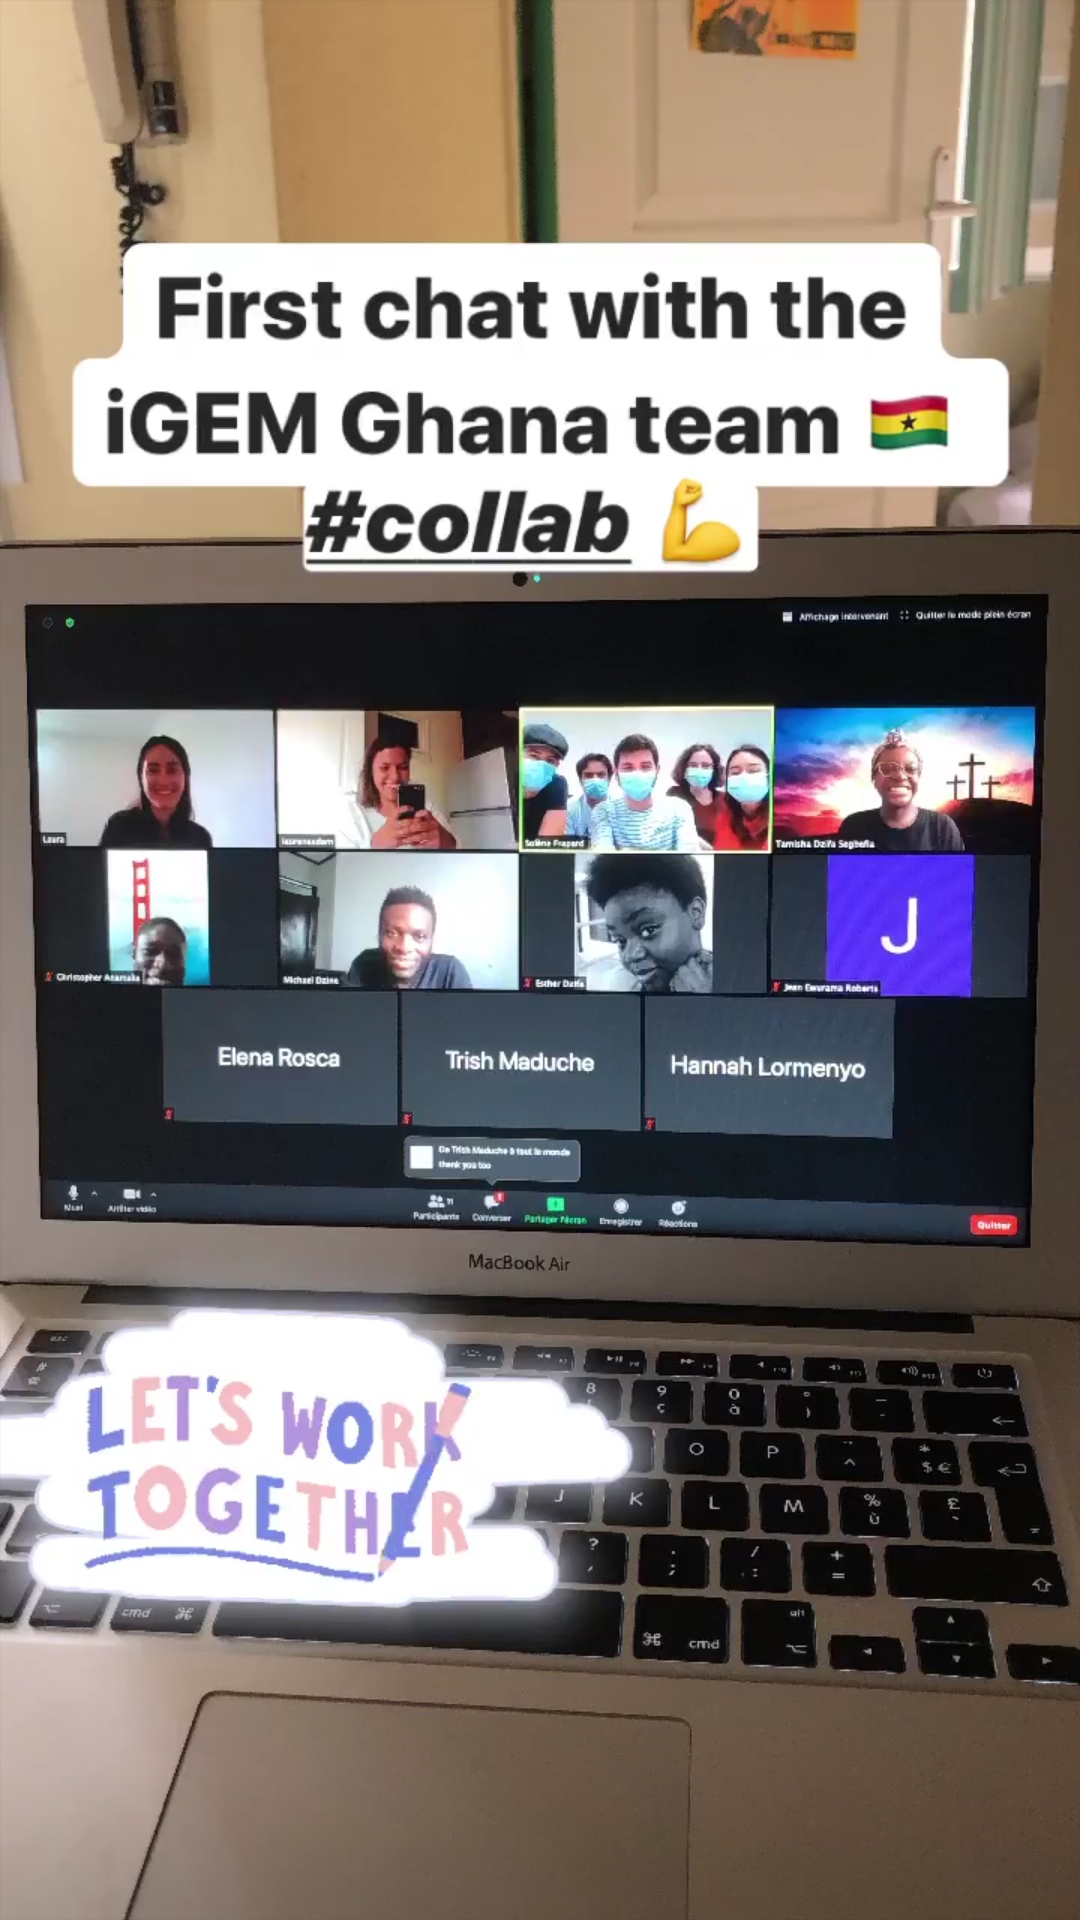 First chat with the
iGEM Ghana team
#collab
Affichage intervenant
Quitter le mode plein écran
Laura
Solène Frapard
Tamisha Dzifa Segbefia
Christopher Anamalia
Michael Dzine
Esther
J
Jean Ewurama Roberts
Elena Rosca
Trish Maduche
Hannah Lormenyo
De Trish Maduche à tout le monde
thank you too
Muet
Arrêter vidéo
Participants
11
Converser
Partager l'écran
Enregistrer
Réactions
Quitter
MacBook Air
LET'S WORK
TOGETHER
esc
8
9
ç
0
à
°
)
O
P
*
$ €
J
K
L
M
%
ù
£
?
,
.
;
/
:
+
=
cmd
cmd
alt